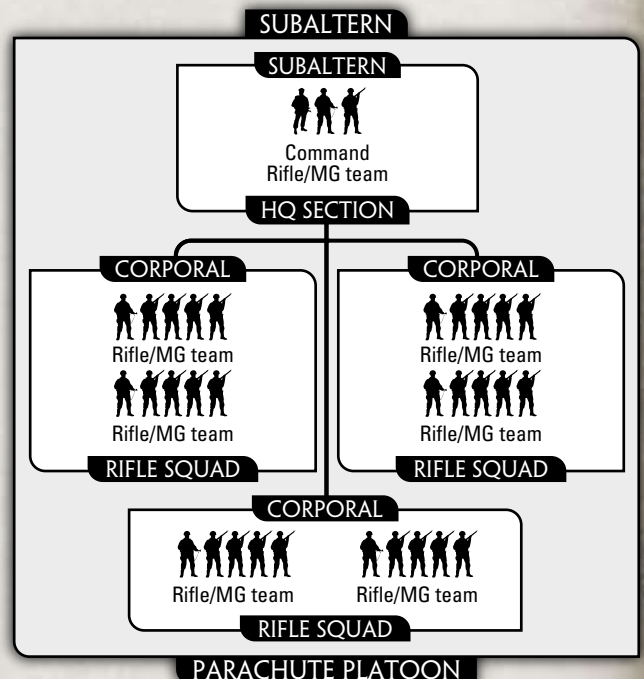 SUBALTERN
SUBALTERN
Command
Rifle/MG team
HQ SECTION
CORPORAL
Rifle/MG team
Rifle/MG team
RIFLE SQUAD
CORPORAL
Rifle/MG team
Rifle/MG team
RIFLE SQUAD
CORPORAL
Rifle/MG team
Rifle/MG team
RIFLE SQUAD
PARACHUTE PLATOON